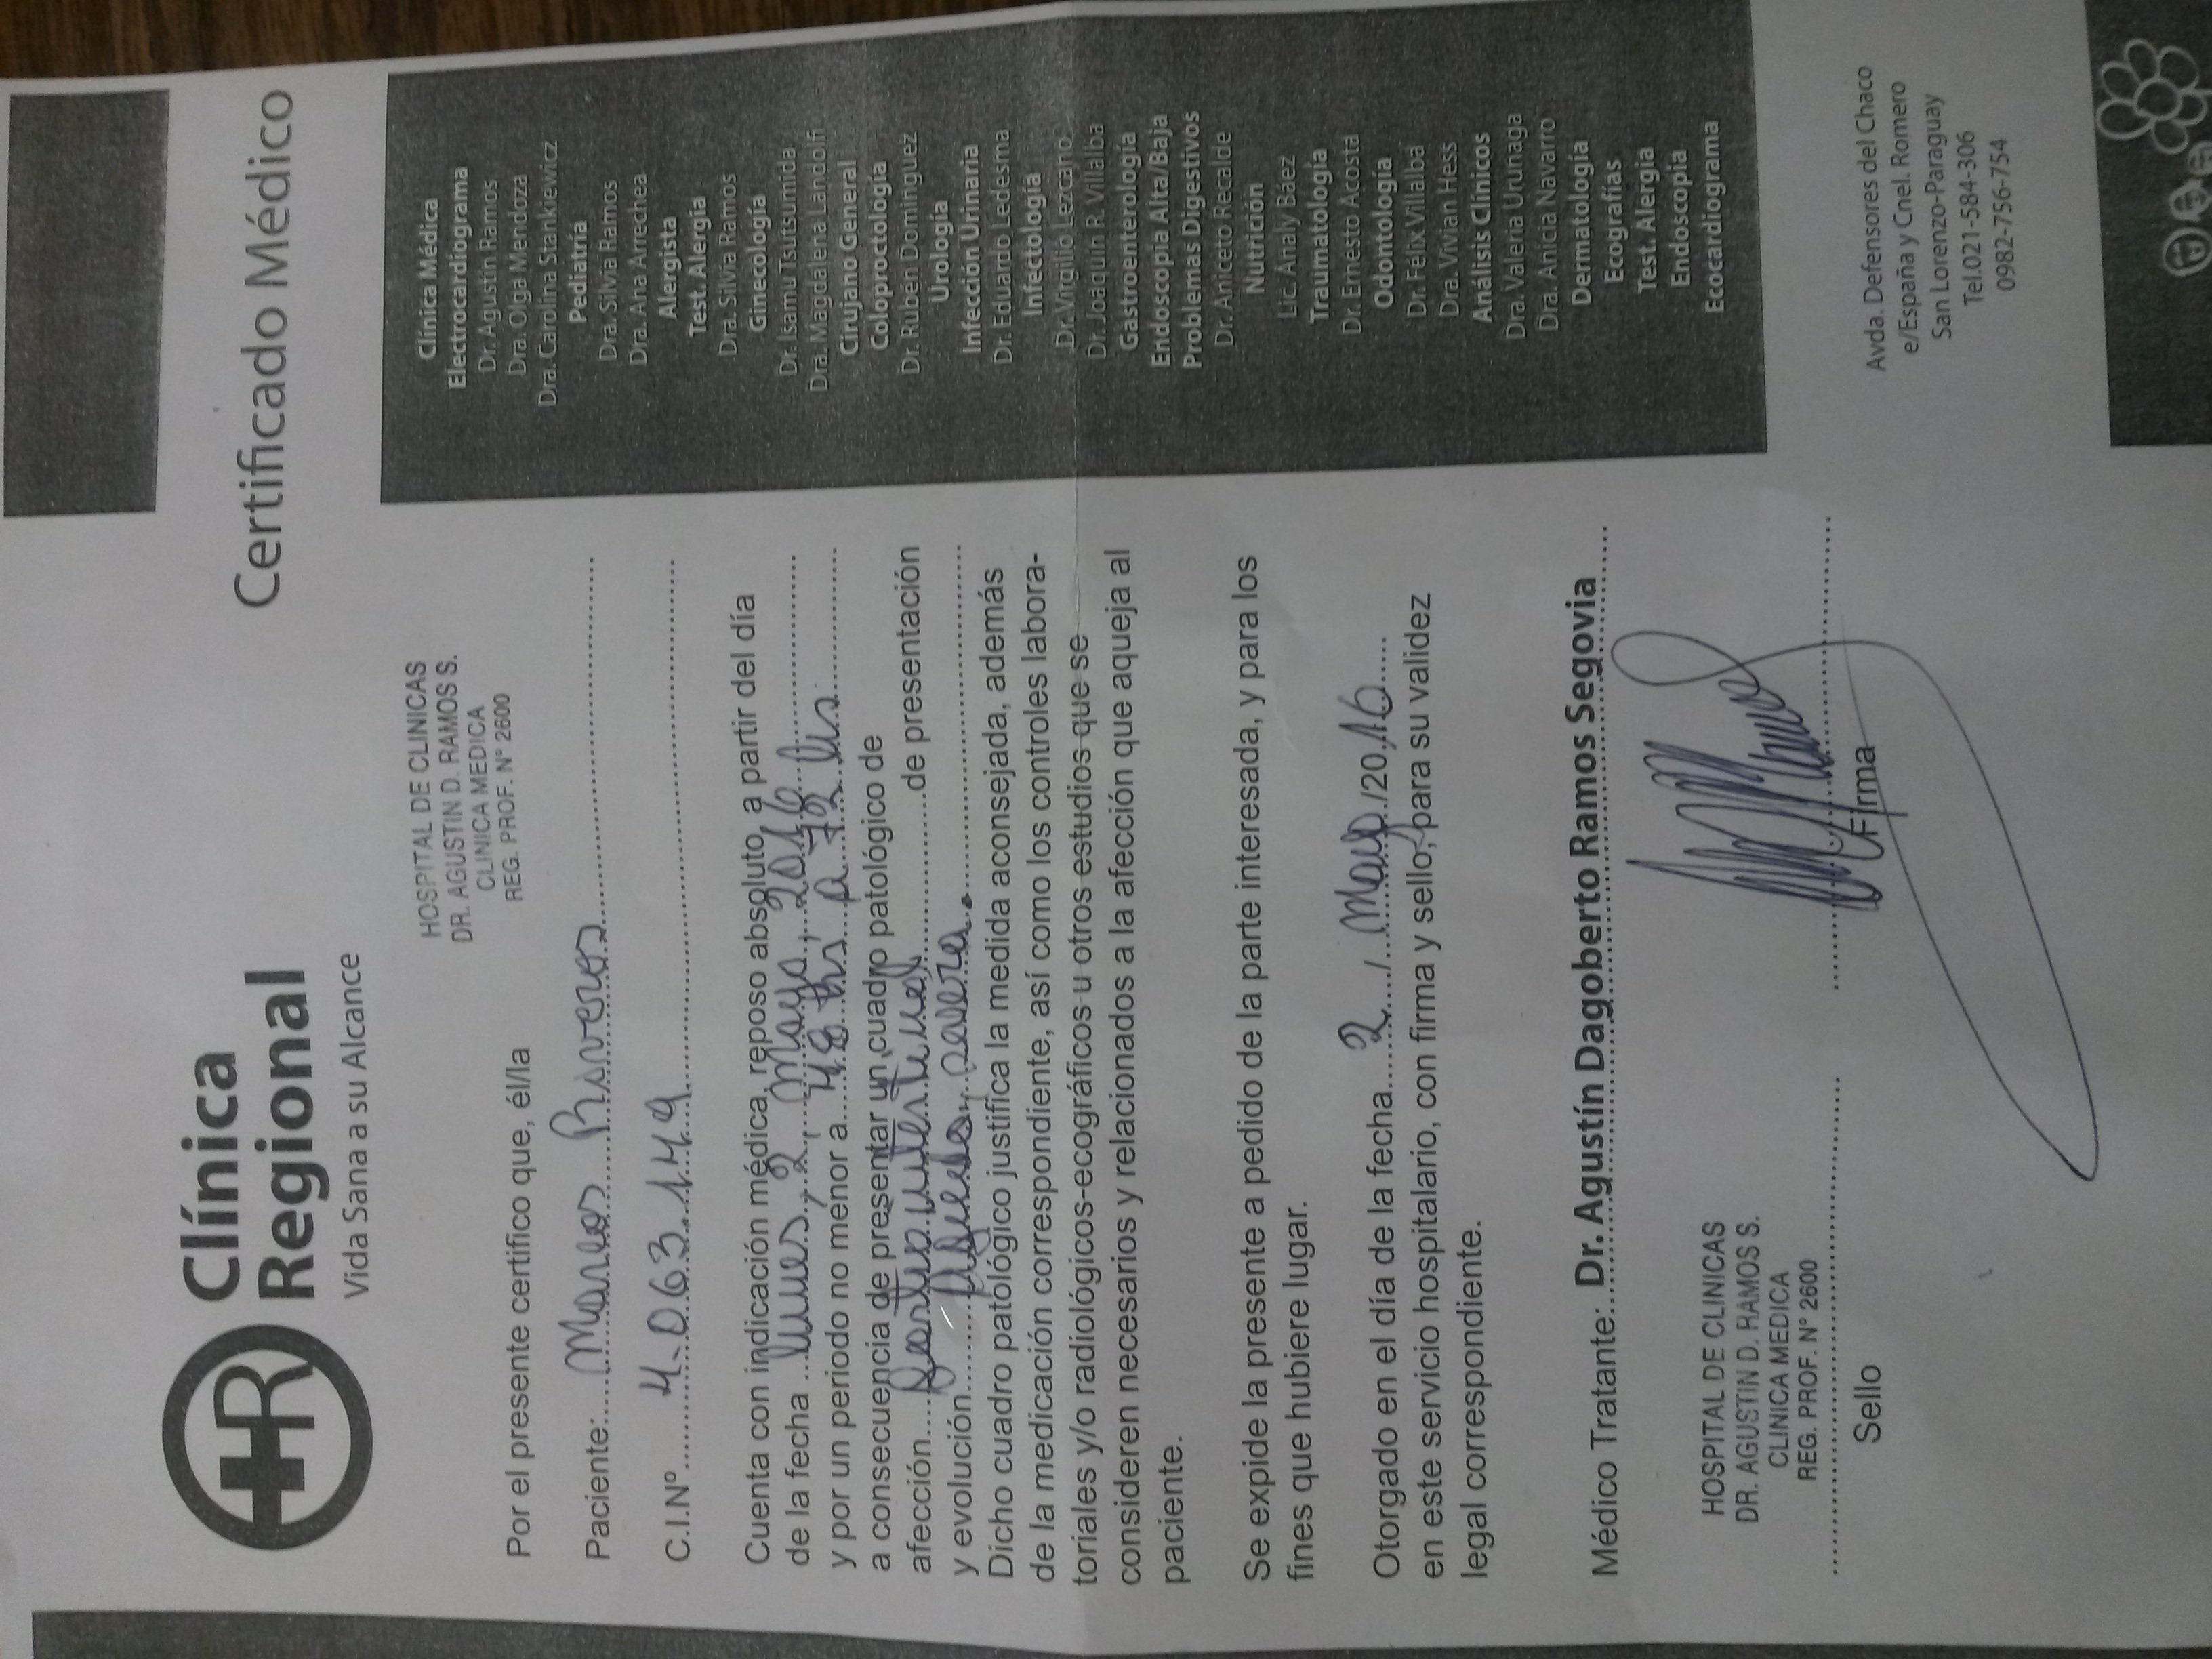 Clínica
Regional
Vida Sana a su Alcance
Certificado Médico
HOSPITAL DE CLINICAS
DR. AGUSTIN D. RAMOS S.
CLINICA MEDICA
REG. PROF. Nº 2600
Por el presente certifico que, él/la
Paciente: Marcos Riveros
C.I.Nº 4.063.149
Cuenta con indicación médica, reposo absoluto, a partir del día
de la fecha lunes, 2, Mayo, 2016
y por un periodo no menor a 48 hs a 72 hs
a consecuencia de presentar un cuadro patológico de
afección de presentación
y evolución
Dicho cuadro patológico justifica la medida aconsejada, además
de la medicación correspondiente, así como los controles labora-
toriales y/o radiológicos-ecográficos u otros estudios que se
consideren necesarios y relacionados a la afección que aqueja al
paciente.
Se expide la presente a pedido de la parte interesada, y para los
fines que hubiere lugar.
Otorgado en el día de la fecha 2 / Mayo /2016
en este servicio hospitalario, con firma y sello, para su validez
legal correspondiente.
Médico Tratante: Dr. Agustín Dagoberto Ramos Segovia
HOSPITAL DE CLINICAS
DR. AGUSTIN D. RAMOS S.
CLINICA MEDICA
REG. PROF. Nº 2600
Sello
Firma
Clínica Médica
Electrocardiograma
Dr. Agustín Ramos
Dra. Olga Mendoza
Dra. Carolina Stankiewicz
Pediatría
Dra. Silvia Ramos
Dra. Ana Arrechea
Alergista
Test. Alergia
Dra. Silvia Ramos
Ginecología
Dr. Isamu Tsutsumida
Dra. Magdalena Landolfi
Cirujano General
Coloproctología
Dr. Rubén Dominguez
Urología
Infección Urinaria
Dr. Eduardo Ledesma
Infectología
Dr. Virgilio Lezcano
Dr. Joaquín R. Villalba
Gastroenterología
Endoscopia Alta/Baja
Problemas Digestivos
Dr. Aniceto Recalde
Nutrición
Lic. Analy Báez
Traumatología
Dr. Ernesto Acosta
Odontología
Dr. Felix Villalba
Dra. Vivian Hess
Análisis Clínicos
Dra. Valeria Urunaga
Dra. Anicia Navarro
Dermatología
Ecografías
Test. Alergia
Endoscopia
Ecocardiograma
Avda. Defensores del Chaco
e/España y Cnel. Romero
San Lorenzo-Paraguay
Tel.021-584-306
0982-756-754